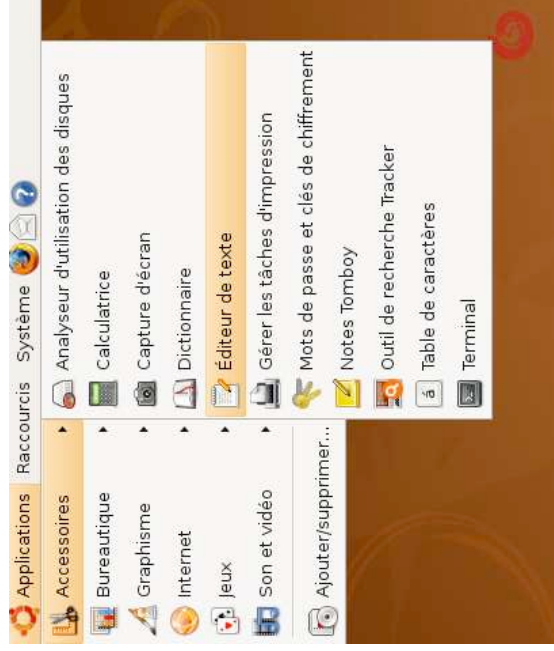 Applications Raccourcis Système
Accessoires
Bureautique
Graphisme
Internet
Jeux
Son et vidéo
Ajouter/supprimer...
Analyseur d'utilisation des disques
Calculatrice
Capture d'écran
Dictionnaire
Éditeur de texte
Gérer les tâches d'impression
Mots de passe et clés de chiffrement
Notes Tomboy
Outil de recherche Tracker
Table de caractères
Terminal